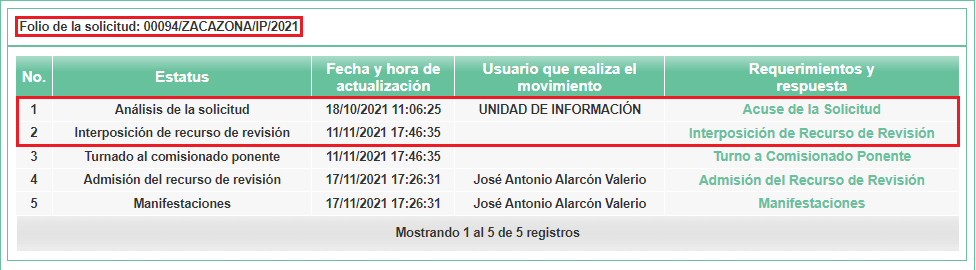 Folio de la solicitud: 00094/ZACAZONA/IP/2021
No. Estatus Fecha y hora de actualización Usuario que realiza el movimiento Requerimientos y respuesta
1 Análisis de la solicitud 18/10/2021 11:06:25 UNIDAD DE INFORMACIÓN Acuse de la Solicitud
2 Interposición de recurso de revisión 11/11/2021 17:46:35 Interposición de Recurso de Revisión
3 Turnado al comisionado ponente 11/11/2021 17:46:35 Turno a Comisionado Ponente
4 Admisión del recurso de revisión 17/11/2021 17:26:31 José Antonio Alarcón Valerio Admisión del Recurso de Revisión
5 Manifestaciones 17/11/2021 17:26:31 José Antonio Alarcón Valerio Manifestaciones
Mostrando 1 al 5 de 5 registros